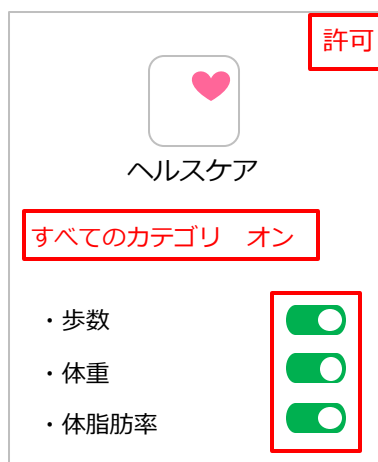 許可
ヘルスケア
すべてのカテゴリ　オン
・歩数
・体重
・体脂肪率